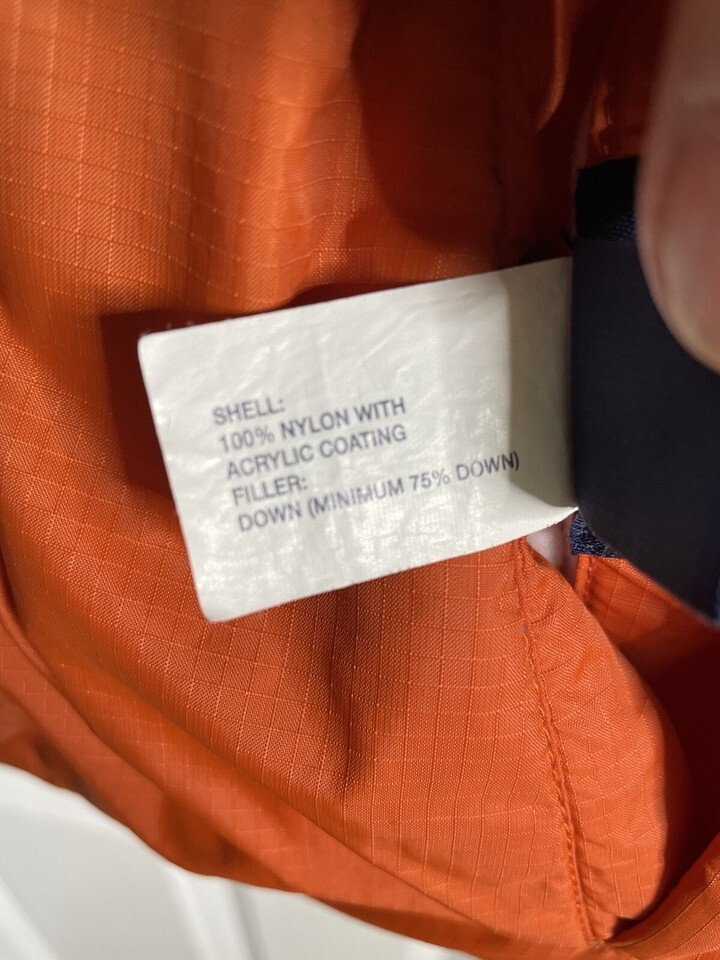 SHELL:
100% NYLON WITH
ACRYLIC COATING
FILLER:
DOWN (MINIMUM 75% DOWN)